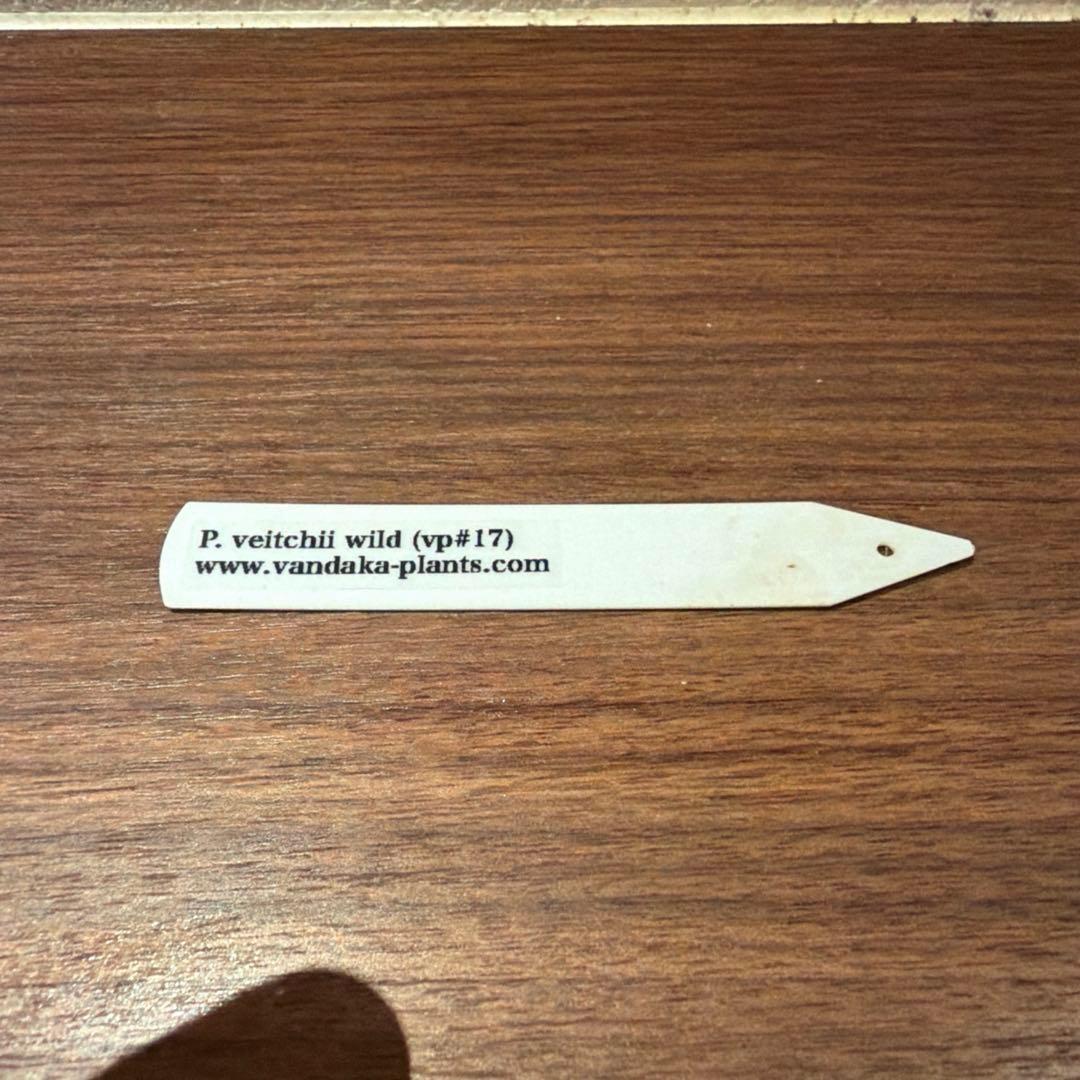 P. veitchii wild (vp#17)
www.vandaka-plants.com